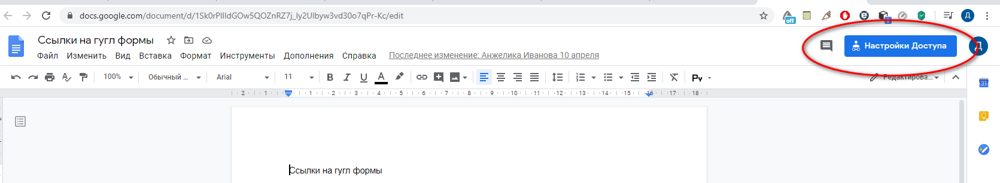 docs.google.com/document/d/1Sk0rPIlldGOw5QOZnRZ7j_ly2Ulbyw3vd30o7qPr-Kc/edit
off
Д
Ссылки на гугл формы
Настройки Доступа
Д
Файл Изменить Вид Вставка Формат Инструменты Дополнения Справка Последнее изменение: Анжелика Иванова 10 апреля
100% Обычный ... Arial 11 B I U A Редактирова...
2 1 1 2 3 4 5 6 7 8 9 10 11 12 13 14 15 16 17 18
31
Ссылки на гугл формы